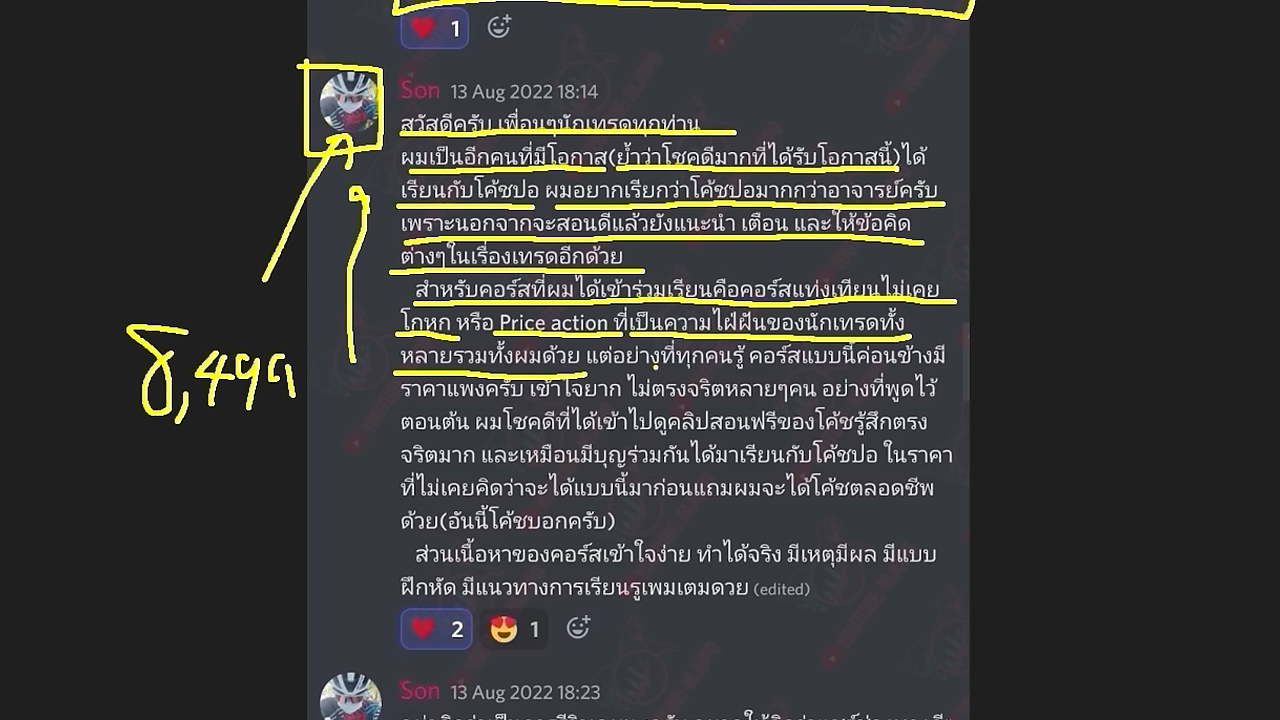 1
Son 13 Aug 2022 18:14
สวัสดีครับ เพื่อนๆนักเทรดทุกท่าน
ผมเป็นอีกคนที่มีโอกาส(ย้ำว่าโชคดีมากที่ได้รับโอกาสนี้)ได้
เรียนกับโค้ชปอ ผมอยากเรียกว่าโค้ชปอมากกว่าอาจารย์ครับ
เพราะนอกจากจะสอนดีแล้วยังแนะนำ เตือน และให้ข้อคิด
ต่างๆในเรื่องเทรดอีกด้วย
สำหรับคอร์สที่ผมได้เข้าร่วมเรียนคือคอร์สแท่งเทียนไม่เคย
โกหก หรือ Price action ที่เป็นความไฝ่ฝันของนักเทรดทั้ง
หลายรวมทั้งผมด้วย แต่อย่างที่ทุกคนรู้ คอร์สแบบนี้ค่อนข้างมี
ราคาแพงครับ เข้าใจยาก ไม่ตรงจริตหลายๆคน อย่างที่พูดไว้
ตอนต้น ผมโชคดีที่ได้เข้าไปดูคลิปสอนฟรีของโค้ชรู้สึกตรง
จริตมาก และเหมือนมีบุญร่วมกันได้มาเรียนกับโค้ชปอ ในราคา
ที่ไม่เคยคิดว่าจะได้แบบนี้มาก่อนแถมผมจะได้โค้ชตลอดชีพ
ด้วย(อันนี้โค้ชบอกครับ)
ส่วนเนื้อหาของคอร์สเข้าใจง่าย ทำได้จริง มีเหตุมีผล มีแบบ
ฝึกหัด มีแนวทางการเรียนรูเพมเตมดวย (edited)
2 1
Son 13 Aug 2022 18:23